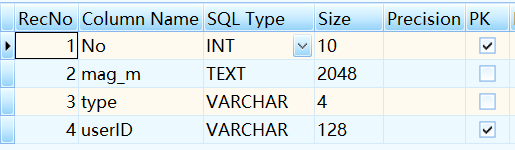 RecNo Column Name SQL Type Size Precision PK
1 No INT 10
2 mag_m TEXT 2048
3 type VARCHAR 4
4 userID VARCHAR 128